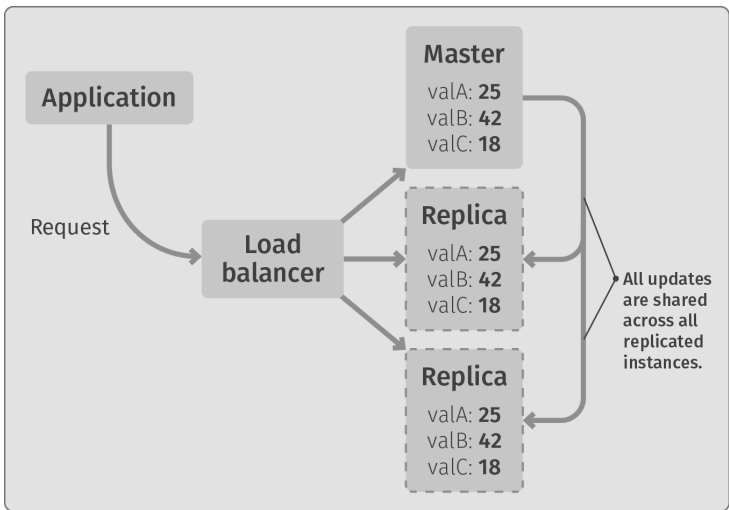 Application
Request
Load
balancer
Master
valA: 25
valB: 42
valC: 18
Replica
valA: 25
valB: 42
valC: 18
Replica
valA: 25
valB: 42
valC: 18
All updates
are shared
across all
replicated
instances.